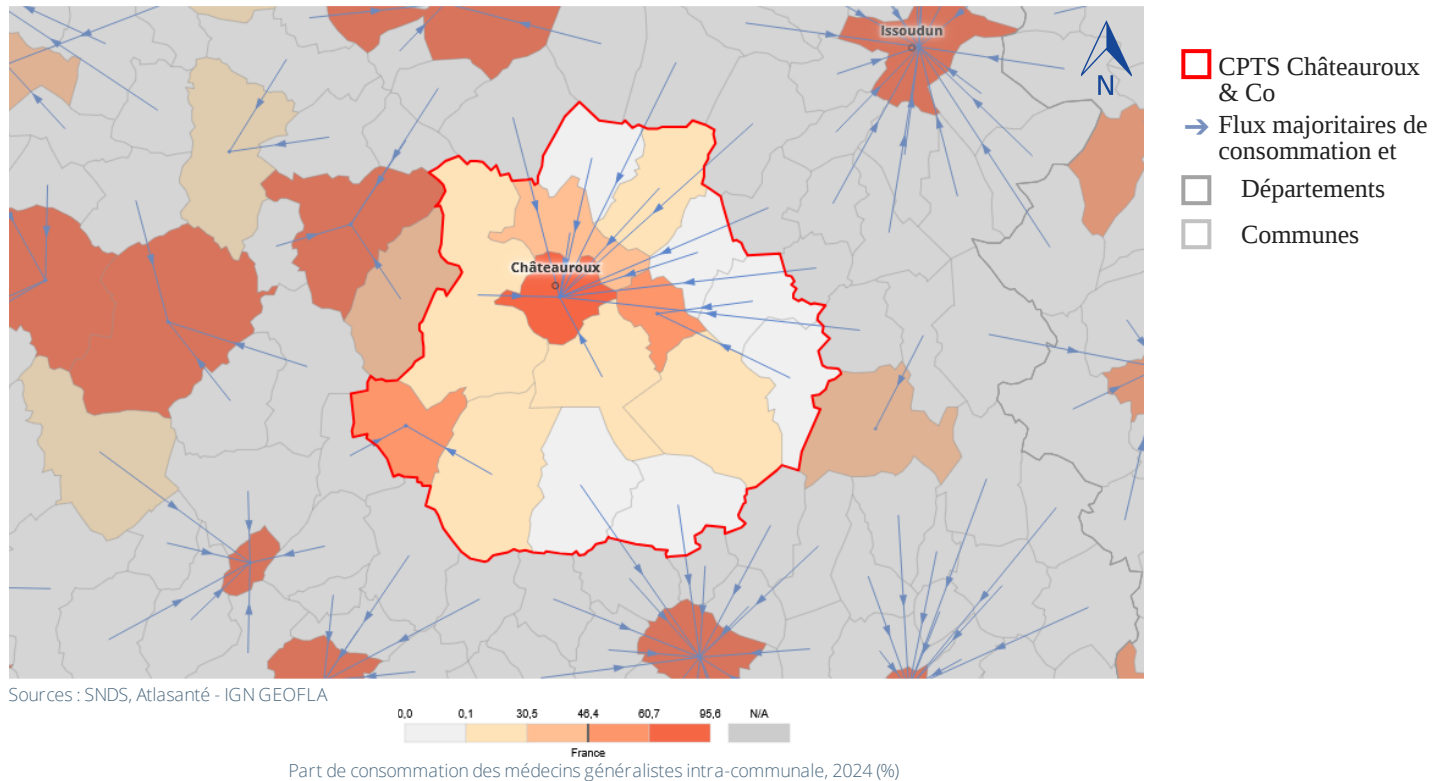 Issoudun
N
Châteauroux
CPTS Châteauroux
& Co
Flux majoritaires de
consommation et
Départements
Communes
Sources : SNDS, Atlasanté - IGN GEOFLA
0,0 0,1 30,5 46,4 60,7 95,6 N/A
France
Part de consommation des médecins généralistes intra-communale, 2024 (%)